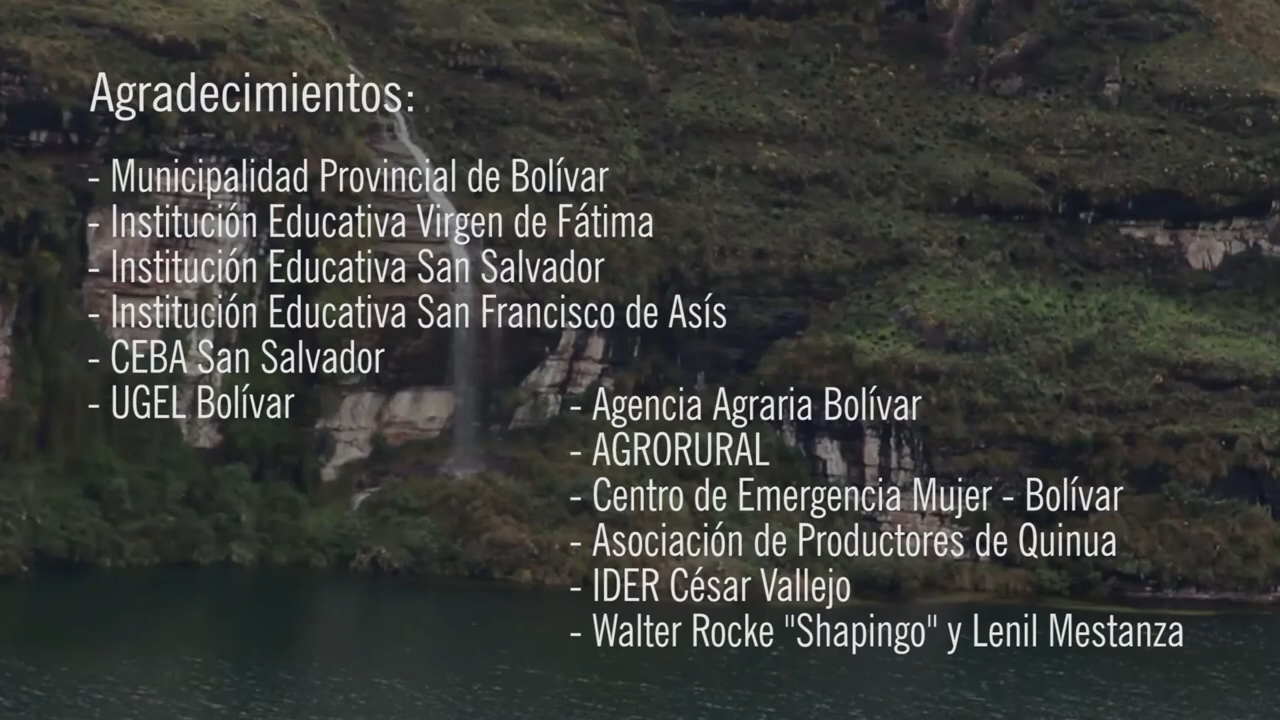 Agradecimientos:
- Municipalidad Provincial de Bolívar
- Institución Educativa Virgen de Fátima
- Institución Educativa San Salvador
- Institución Educativa San Francisco de Asís
- CEBA San Salvador
- UGEL Bolívar
- Agencia Agraria Bolívar
- AGRORURAL
- Centro de Emergencia Mujer - Bolívar
- Asociación de Productores de Quinua
- IDER César Vallejo
- Walter Rocke "Shapingo" y Lenil Mestanza